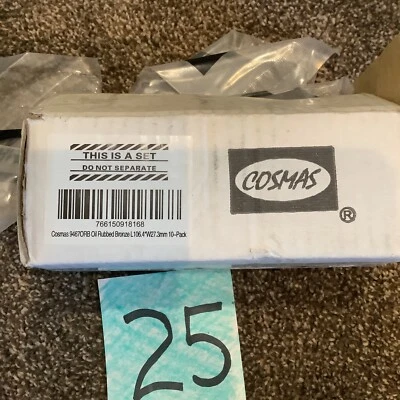 THIS IS A SET
DO NOT SEPARATE
766150918168
Cosmas 9467ORB Oil Rubbed Bronze L106.4*W27.3mm 10-Pack
COSMAS
®
25